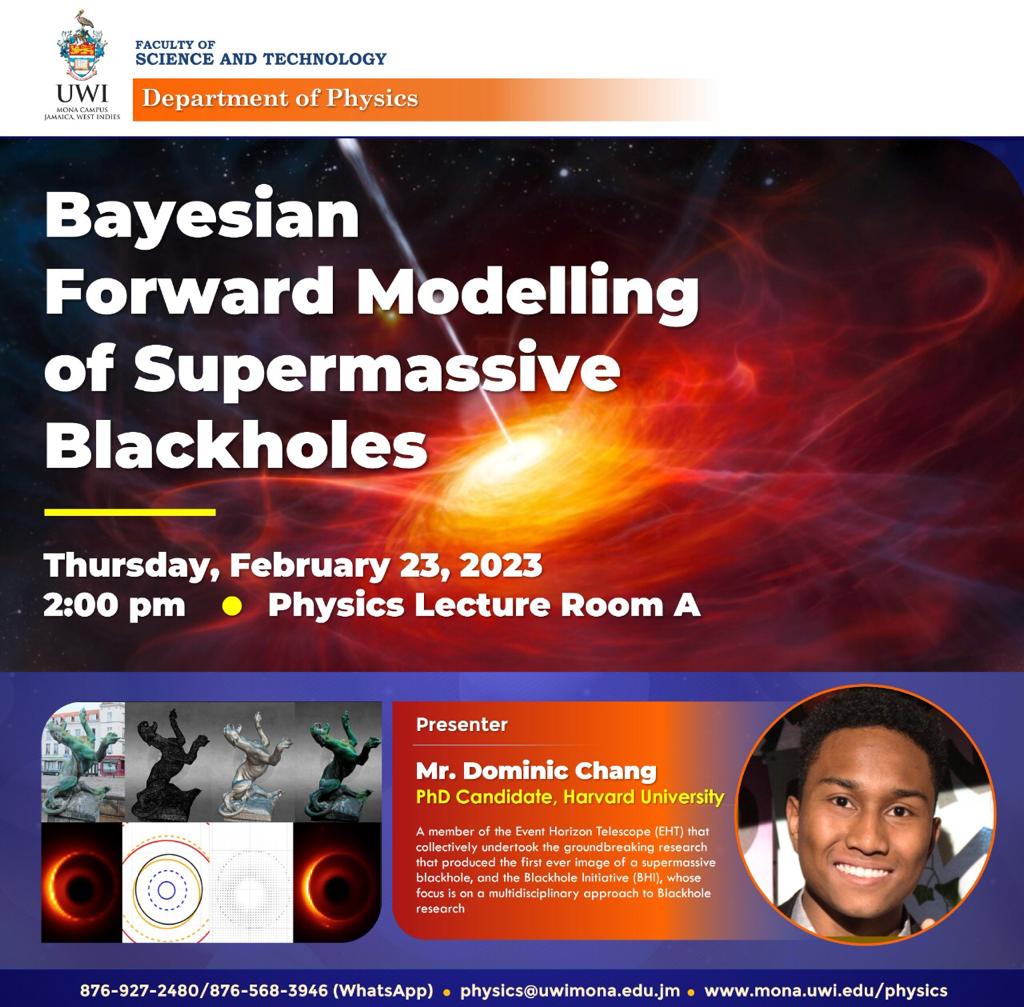 UWI
MONA CAMPUS
JAMAICA, WEST INDIES
FACULTY OF
SCIENCE AND TECHNOLOGY
Department of Physics
Bayesian
Forward Modelling
of Supermassive
Blackholes
Thursday, February 23, 2023
2:00 pm ● Physics Lecture Room A
Presenter
Mr. Dominic Chang
PhD Candidate, Harvard University
A member of the Event Horizon Telescope (EHT) that
collectively undertook the groundbreaking research
that produced the first ever image of a supermassive
blackhole, and the Blackhole Initiative (BHI), whose
focus is on a multidisciplinary approach to Blackhole
research
876-927-2480/876-568-3946 (WhatsApp) ● physics@uwimona.edu.jm ● www.mona.uwi.edu/physics